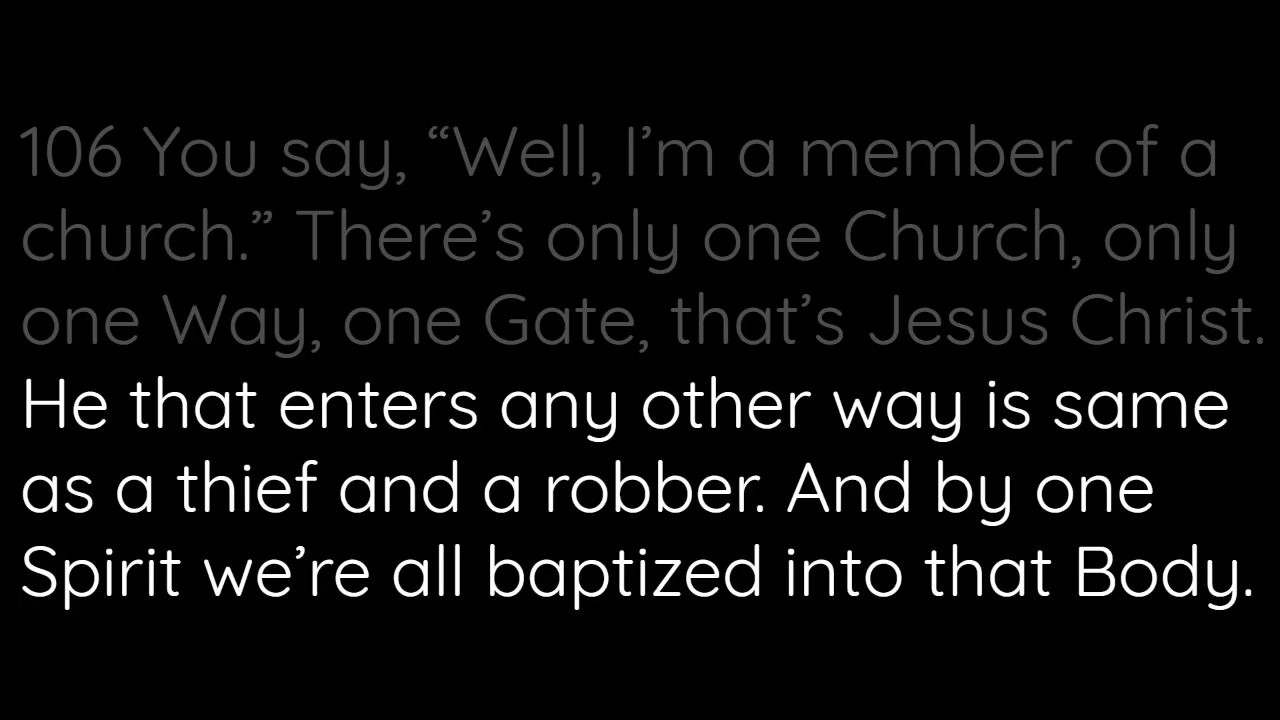 106 You say, “Well, I’m a member of a
church.” There’s only one Church, only
one Way, one Gate, that’s Jesus Christ.
He that enters any other way is same
as a thief and a robber. And by one
Spirit we’re all baptized into that Body.